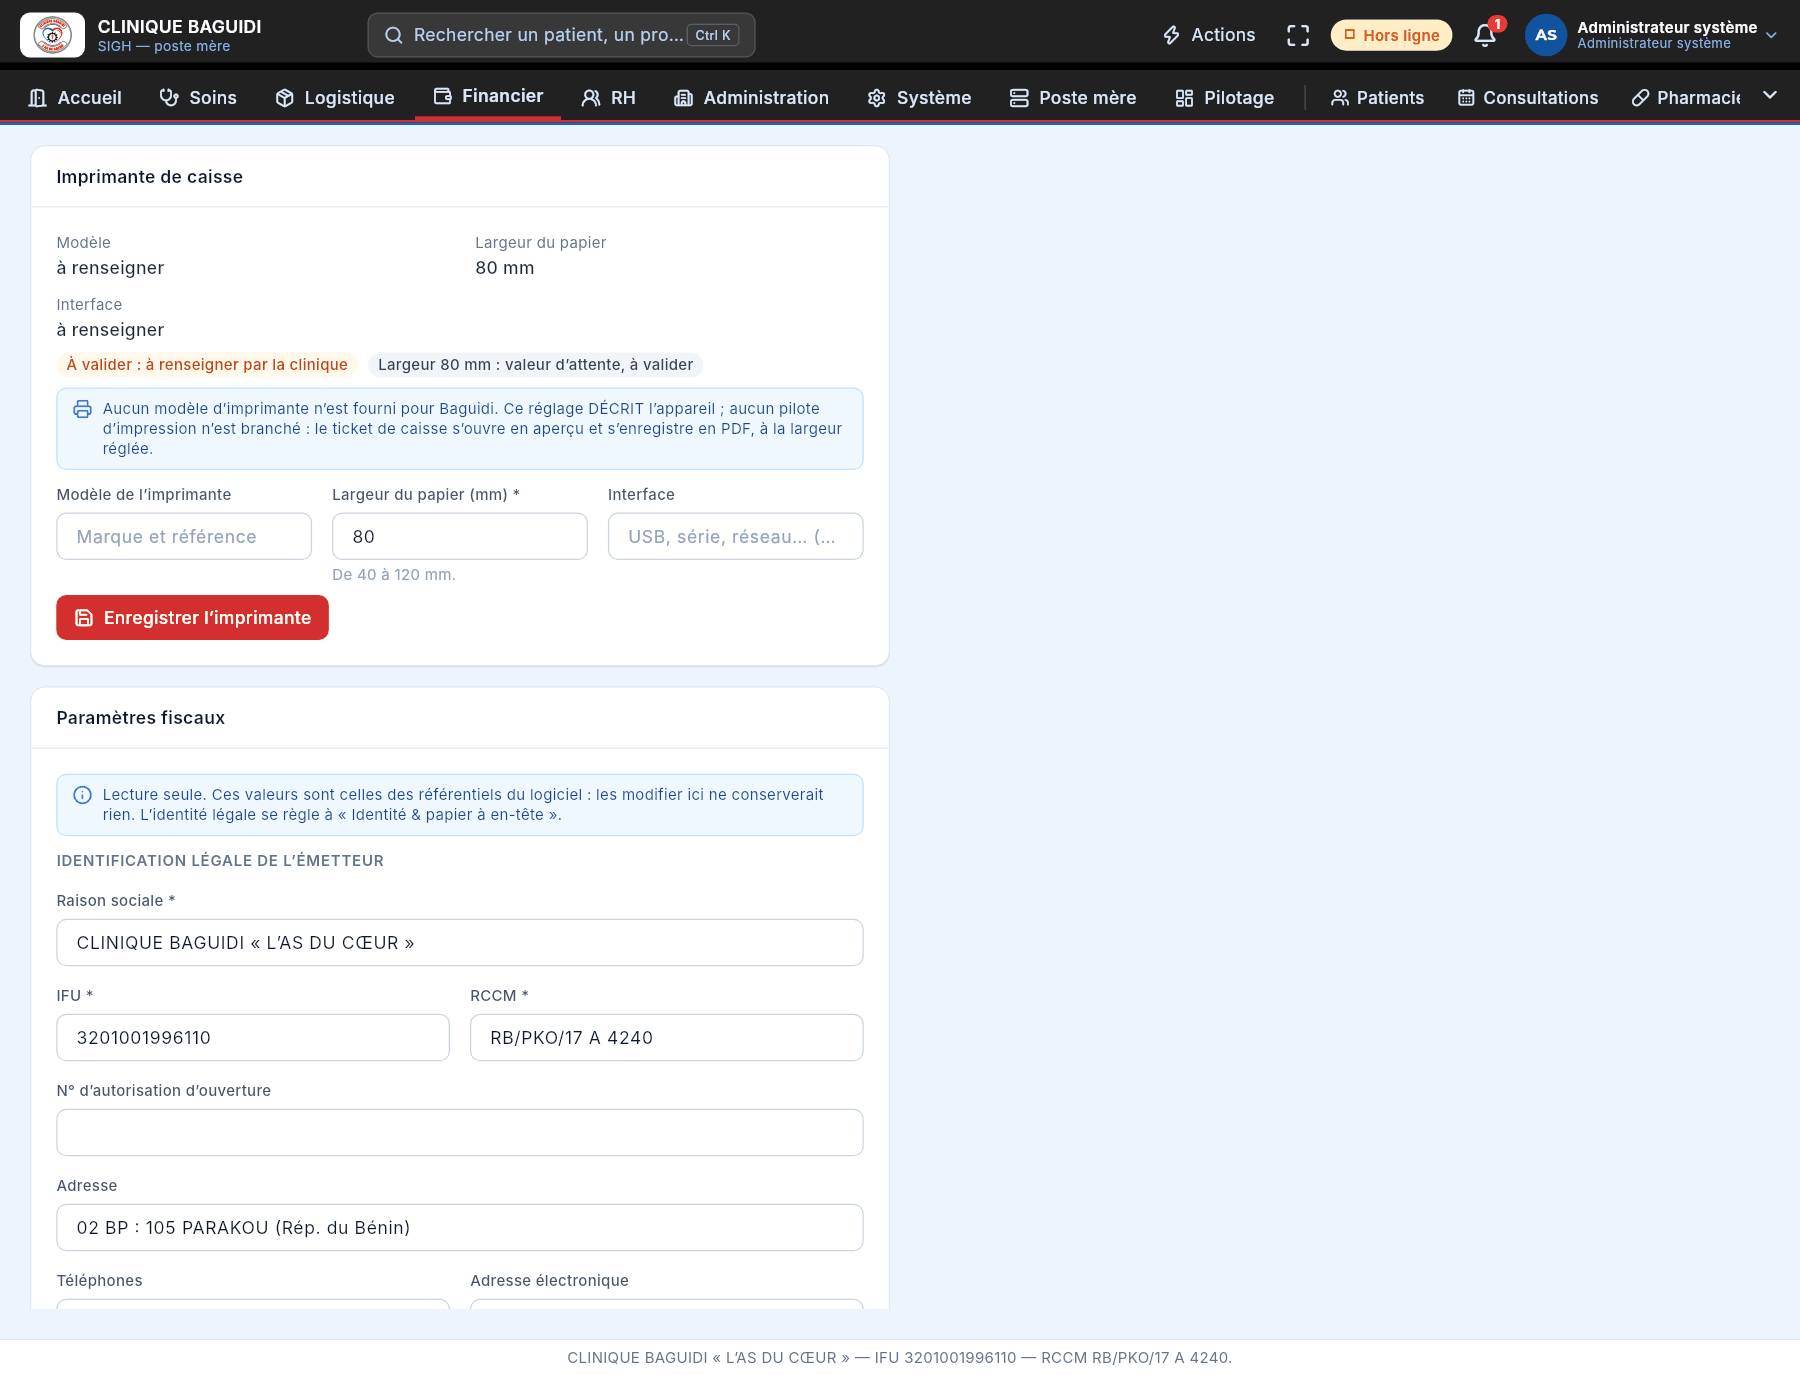 CLINIQUE BAGUIDI
SIGH — poste mère
Rechercher un patient, un pro... Ctrl K
Actions
Hors ligne
1
AS
Administrateur système
Administrateur système
Accueil
Soins
Logistique
Financier
RH
Administration
Système
Poste mère
Pilotage
Patients
Consultations
Pharmacie
Imprimante de caisse
Modèle
à renseigner
Largeur du papier
80 mm
Interface
à renseigner
À valider : à renseigner par la clinique
Largeur 80 mm : valeur d’attente, à valider
Aucun modèle d’imprimante n’est fourni pour Baguidi. Ce réglage DÉCRIT l’appareil ; aucun pilote
d’impression n’est branché : le ticket de caisse s’ouvre en aperçu et s’enregistre en PDF, à la largeur
réglée.
Modèle de l’imprimante
Marque et référence
Largeur du papier (mm) *
80
De 40 à 120 mm.
Interface
USB, série, réseau... (...
Enregistrer l’imprimante
Paramètres fiscaux
Lecture seule. Ces valeurs sont celles des référentiels du logiciel : les modifier ici ne conserverait
rien. L’identité légale se règle à « Identité & papier à en-tête ».
IDENTIFICATION LÉGALE DE L’ÉMETTEUR
Raison sociale *
CLINIQUE BAGUIDI « L’AS DU CŒUR »
IFU *
3201001996110
RCCM *
RB/PKO/17 A 4240
N° d’autorisation d’ouverture
Adresse
02 BP : 105 PARAKOU (Rép. du Bénin)
Téléphones
Adresse électronique
CLINIQUE BAGUIDI « L’AS DU CŒUR » — IFU 3201001996110 — RCCM RB/PKO/17 A 4240.